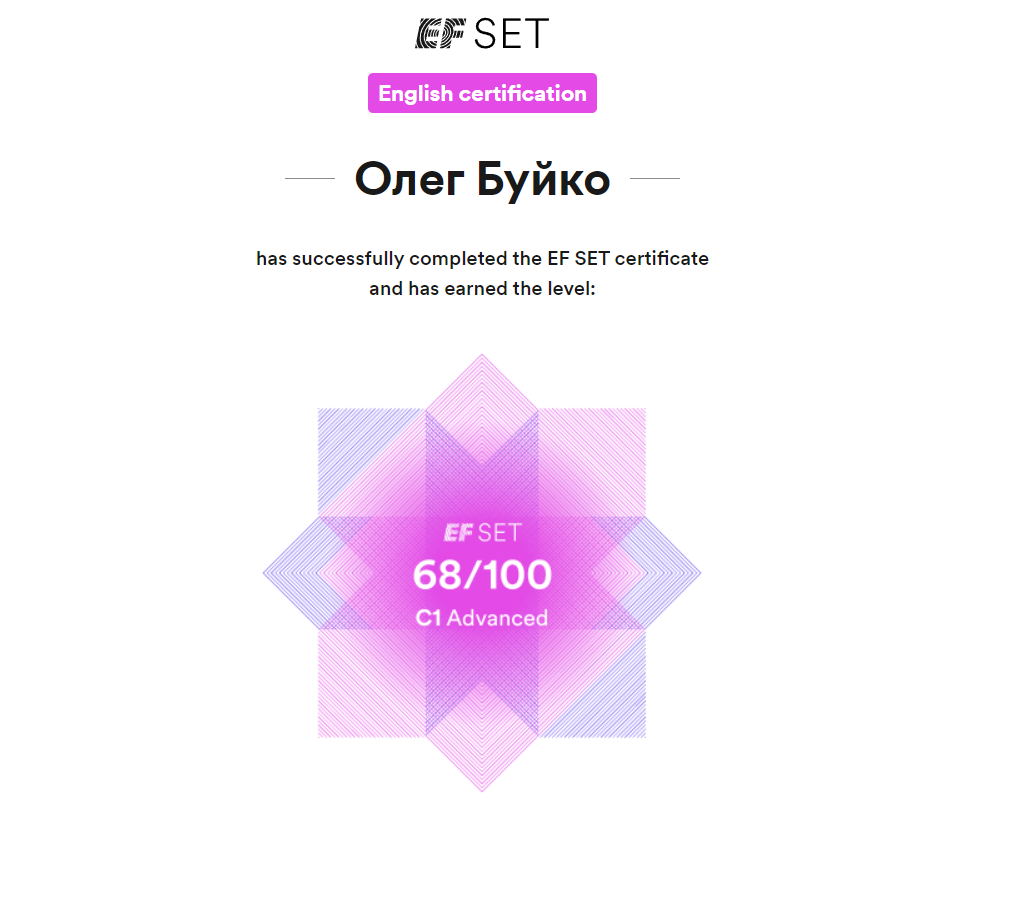 EF SET
English certification
Олег Буйко
has successfully completed the EF SET certificate
and has earned the level:
EF SET
68/100
C1 Advanced